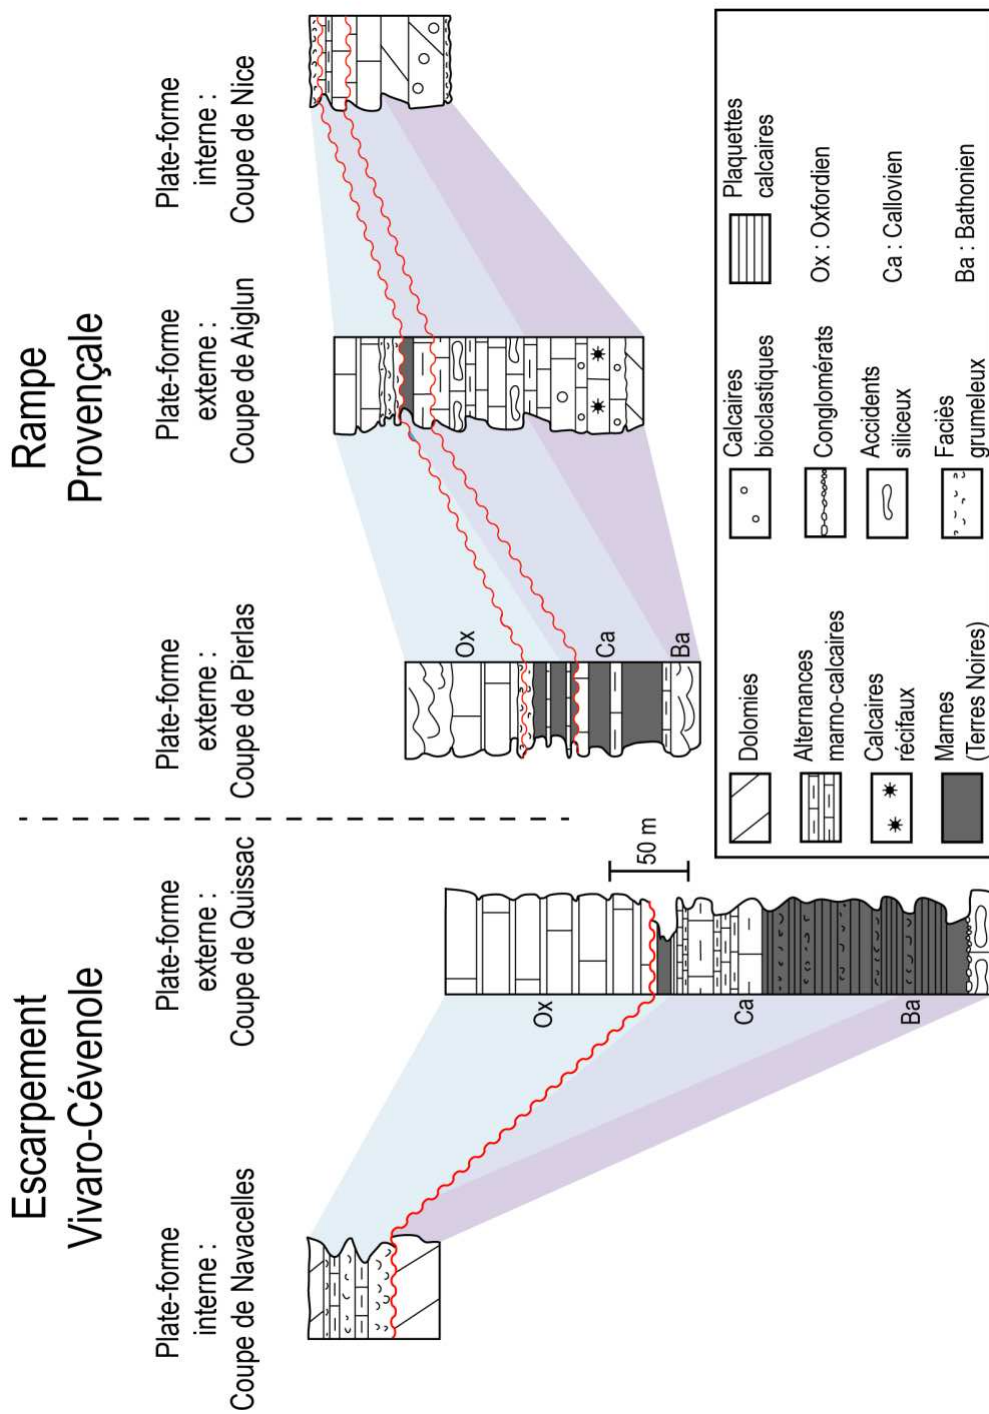 Escarpement
Vivaro-Cévenole
Rampe
Provençale
Plate-forme
interne :
Coupe de Navacelles
Plate-forme
externe :
Coupe de Quissac
Plate-forme
externe :
Coupe de Pierlas
Plate-forme
externe :
Coupe de Aiglun
Plate-forme
interne :
Coupe de Nice
Ox
Ca
Ba
50 m
Ox
Ca
Ba
Dolomies
Alternances
marno-calcaires
Calcaires
récifaux
Marnes
(Terres Noires)
Calcaires
bioclastiques
Conglomérats
Accidents
siliceux
Faciès
grumeleux
Plaquettes
calcaires
Ox : Oxfordien
Ca : Callovien
Ba : Bathonien